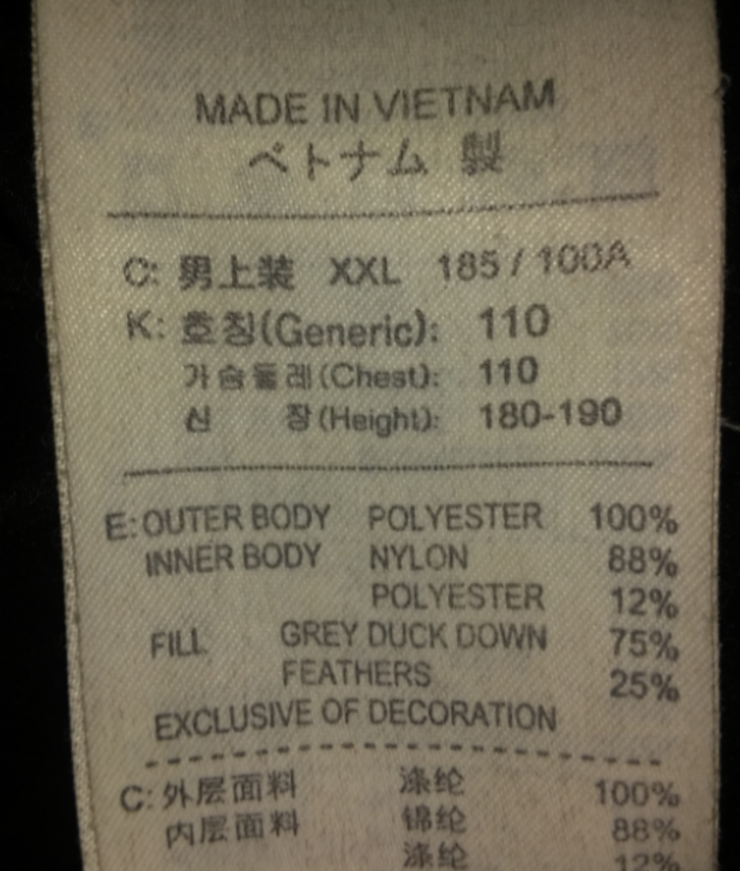 MADE IN VIETNAM
ベトナム 製
C: 男上装 XXL 185 / 100A
K: 호칭(Generic): 110
가슴둘레(Chest): 110
신 장(Height): 180-190
E: OUTER BODY POLYESTER 100%
INNER BODY NYLON 88%
POLYESTER 12%
FILL GREY DUCK DOWN 75%
FEATHERS 25%
EXCLUSIVE OF DECORATION
C: 外层面料 涤纶 100%
内层面料 锦纶 88%
涤纶 12%